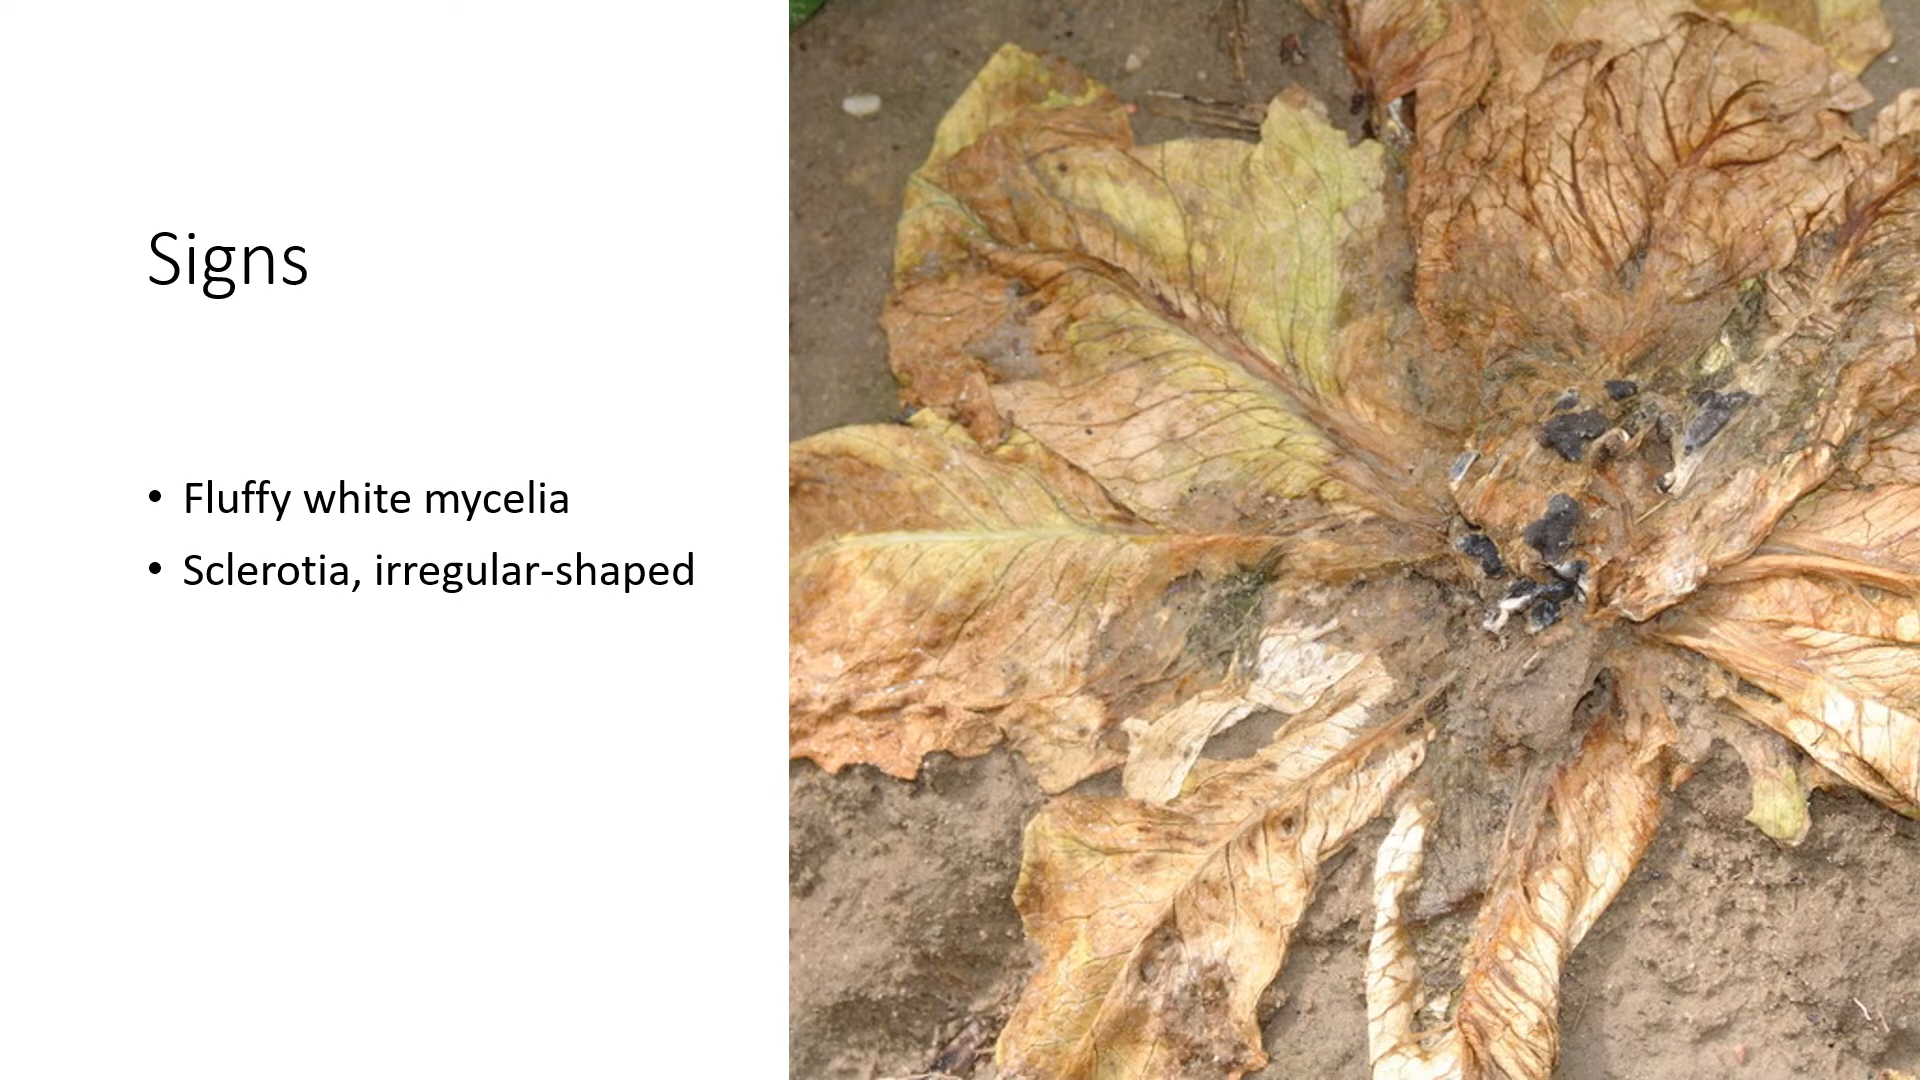 Signs
• Fluffy white mycelia
• Sclerotia, irregular-shaped